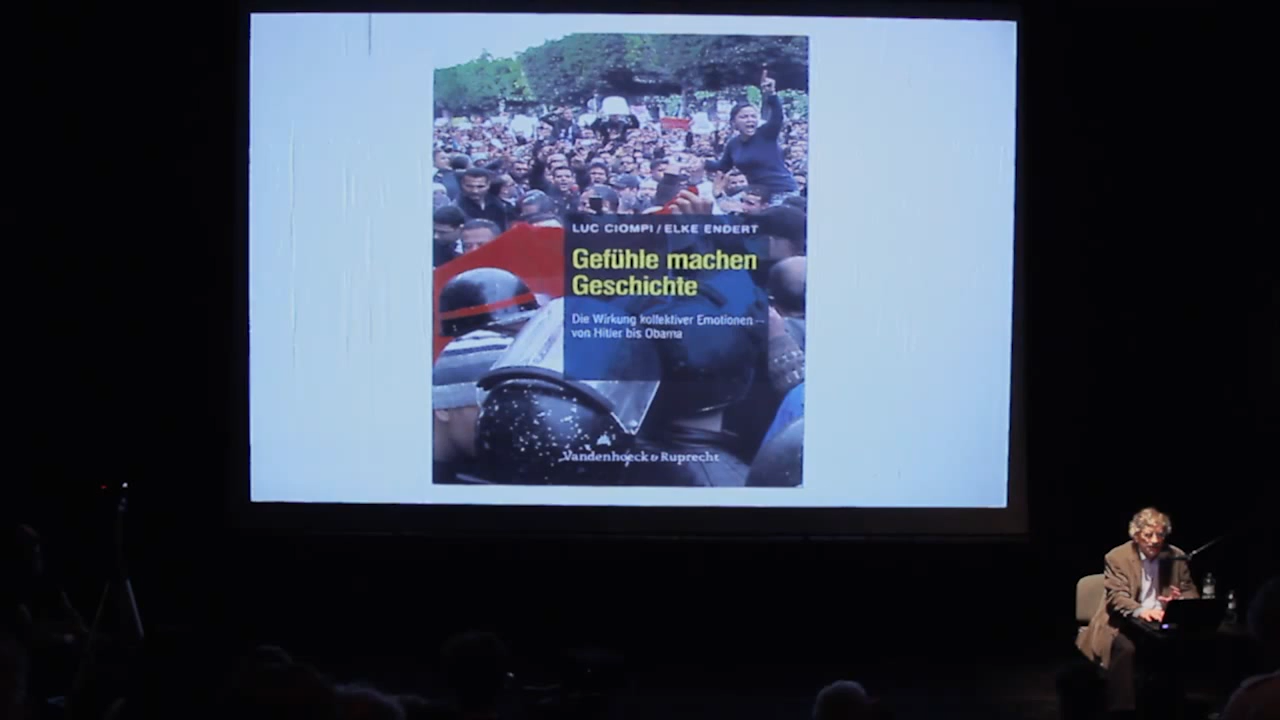 LUC CIOMPI / ELKE ENDERT
Gefühle machen
Geschichte
Die Wirkung kollektiver Emotionen –
von Hitler bis Obama
Vandenhoeck & Ruprecht